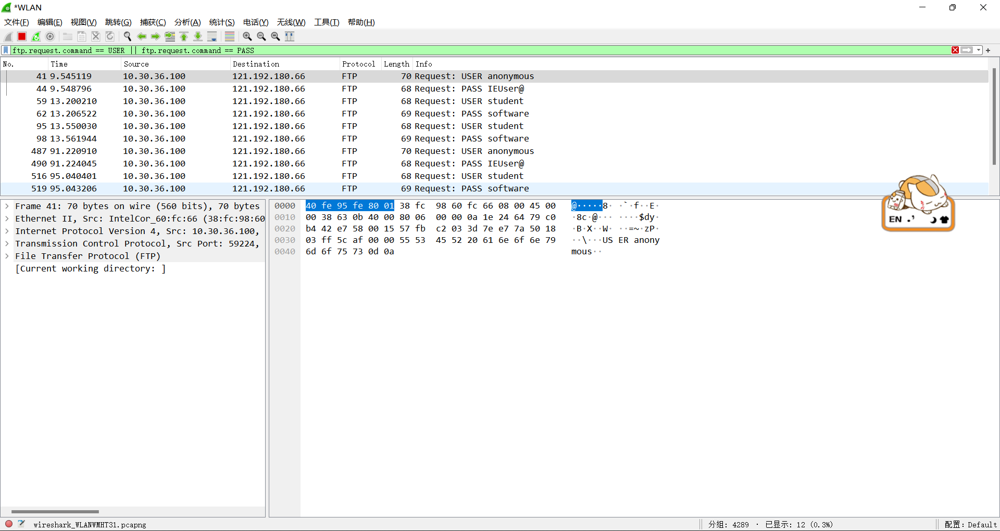 *WLAN
文件(F) 编辑(E) 视图(V) 跳转(G) 捕获(C) 分析(A) 统计(S) 电话(Y) 无线(W) 工具(T) 帮助(H)
ftp.request.command == USER || ftp.request.command == PASS
No. Time Source Destination Protocol Length Info
41 9.545119 10.30.36.100 121.192.180.66 FTP 70 Request: USER anonymous
44 9.548796 10.30.36.100 121.192.180.66 FTP 68 Request: PASS IEUser@
59 13.200210 10.30.36.100 121.192.180.66 FTP 68 Request: USER student
62 13.206522 10.30.36.100 121.192.180.66 FTP 69 Request: PASS software
95 13.550030 10.30.36.100 121.192.180.66 FTP 68 Request: USER student
98 13.561944 10.30.36.100 121.192.180.66 FTP 69 Request: PASS software
487 91.220910 10.30.36.100 121.192.180.66 FTP 70 Request: USER anonymous
490 91.224045 10.30.36.100 121.192.180.66 FTP 68 Request: PASS IEUser@
516 95.040401 10.30.36.100 121.192.180.66 FTP 68 Request: USER student
519 95.043206 10.30.36.100 121.192.180.66 FTP 69 Request: PASS software
EN
Frame 41: 70 bytes on wire (560 bits), 70 bytes
Ethernet II, Src: IntelCor_60:fc:66 (38:fc:98:60
Internet Protocol Version 4, Src: 10.30.36.100,
Transmission Control Protocol, Src Port: 59224,
File Transfer Protocol (FTP)
[Current working directory: ]
0000 40 fe 95 fe 80 01 38 fc 98 60 fc 66 08 00 45 00 @·····8· ·`·f··E·
0010 00 38 63 0b 40 00 80 06 00 00 0a 1e 24 64 79 c0 ·8c·@··· ····$dy·
0020 b4 42 e7 58 00 15 57 fb c2 03 3d 7e e7 7a 50 18 ·B·X··W· ··=~·zP·
0030 03 ff 5c af 00 00 55 53 45 52 20 61 6e 6f 6e 79 ··\···US ER anony
0040 6d 6f 75 73 0d 0a mous··
wireshark_WLANWMHT31.pcapng 分组: 4289 · 已显示: 12 (0.3%) 配置: Default